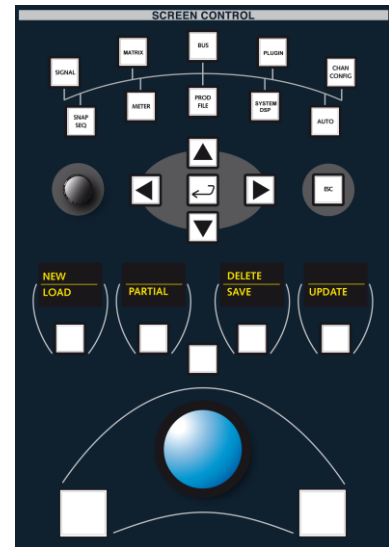 SCREEN CONTROL
BUS
MATRIX
PLUGIN
SIGNAL
CHAN
CONFIG
SNAP
SEQ
METER
PROD
FILE
SYSTEM
DSP
AUTO
ESC
NEW
LOAD
PARTIAL
DELETE
SAVE
UPDATE